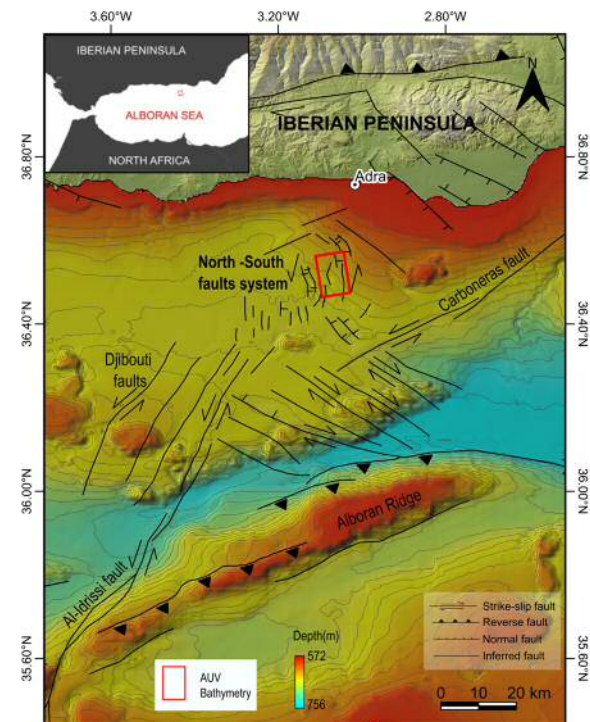 3.60°W
3.20°W
2.80°W
IBERIAN PENINSULA
ALBORAN SEA
NORTH AFRICA
N
IBERIAN PENINSULA
36.80°N
36.80°N
Adra
North -South
faults system
Carboneras fault
36.40°N
36.40°N
Djibouti
faults
36.00°N
36.00°N
Alboran Ridge
Al-Idrissi fault
Strike-slip fault
Reverse fault
Normal fault
Inferred fault
Depth(m)
572
756
AUV
Bathymetry
35.60°N
35.60°N
0
10
20 km